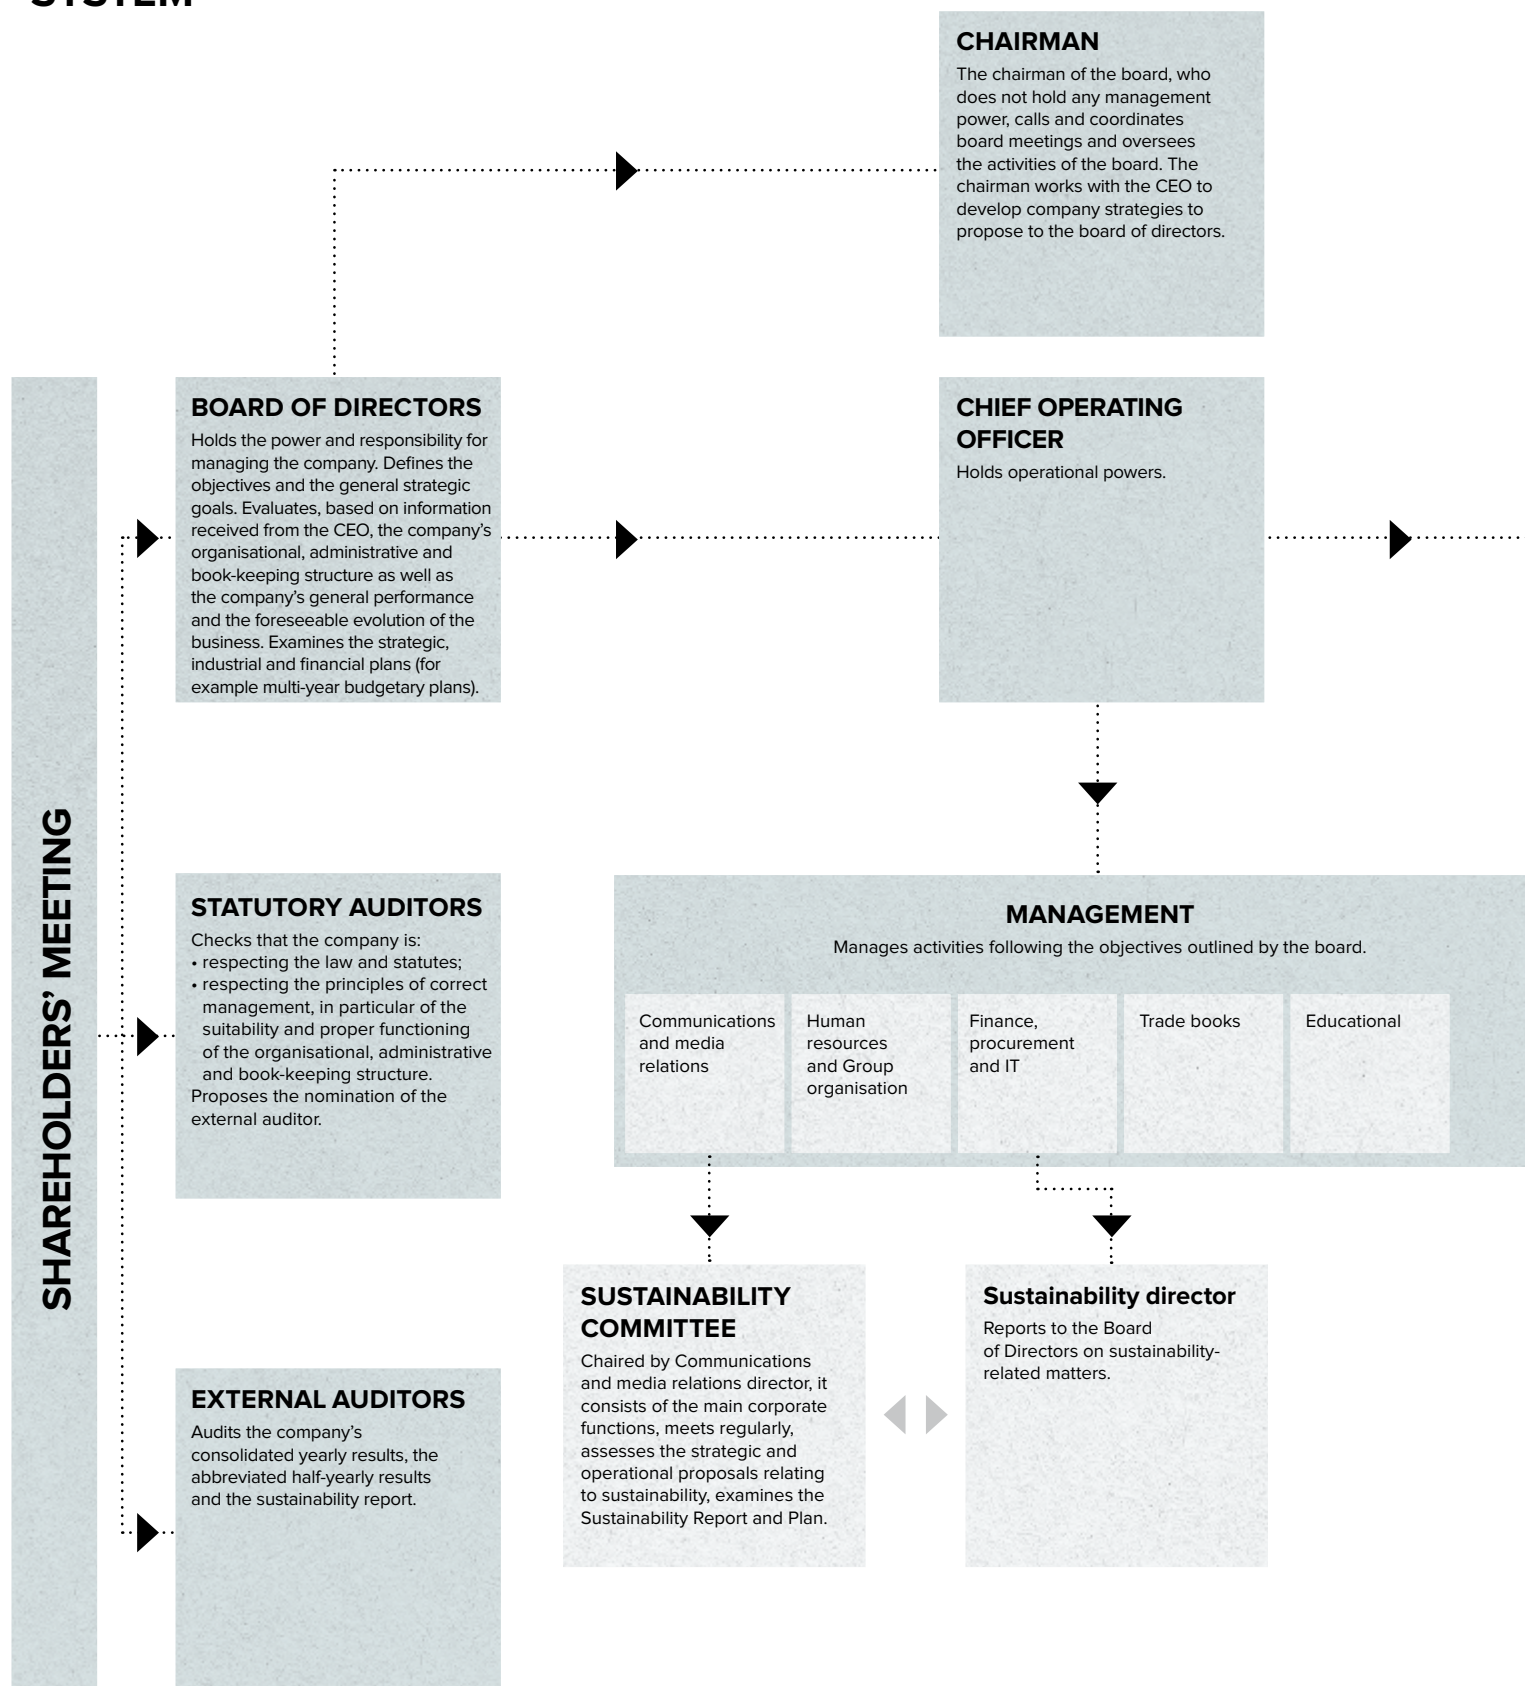 CHAIRMAN
The chairman of the board, who
does not hold any management
power, calls and coordinates
board meetings and oversees
the activities of the board. The
chairman works with the CEO to
develop company strategies to
propose to the board of directors.
SHAREHOLDERS’ MEETING
BOARD OF DIRECTORS
Holds the power and responsibility for
managing the company. Defines the
objectives and the general strategic
goals. Evaluates, based on information
received from the CEO, the company’s
organisational, administrative and
book-keeping structure as well as
the company’s general performance
and the foreseeable evolution of the
business. Examines the strategic,
industrial and financial plans (for
example multi-year budgetary plans).
CHIEF OPERATING
OFFICER
Holds operational powers.
STATUTORY AUDITORS
Checks that the company is:
• respecting the law and statutes;
• respecting the principles of correct
management, in particular of the
suitability and proper functioning
of the organisational, administrative
and book-keeping structure.
Proposes the nomination of the
external auditor.
MANAGEMENT
Manages activities following the objectives outlined by the board.
Communications
and media
relations
Human
resources
and Group
organisation
Finance,
procurement
and IT
Trade books
Educational
EXTERNAL AUDITORS
Audits the company’s
consolidated yearly results, the
abbreviated half-yearly results
and the sustainability report.
SUSTAINABILITY
COMMITTEE
Chaired by Communications
and media relations director, it
consists of the main corporate
functions, meets regularly,
assesses the strategic and
operational proposals relating
to sustainability, examines the
Sustainability Report and Plan.
Sustainability director
Reports to the Board
of Directors on sustainability-
related matters.